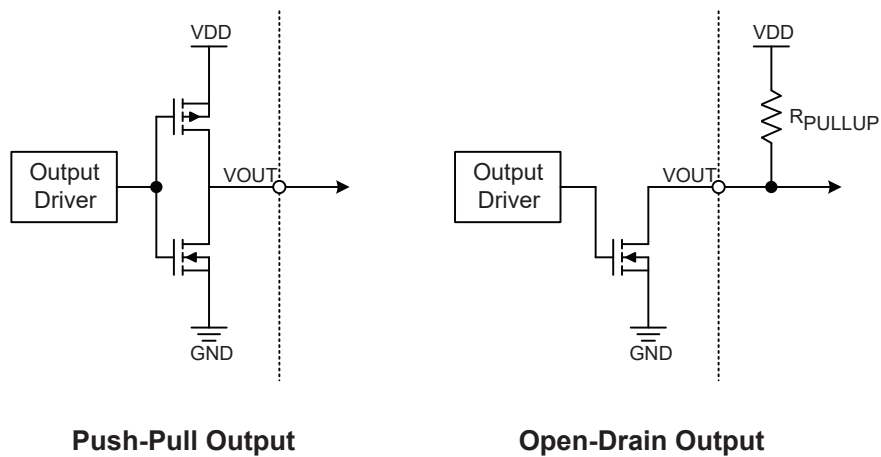 VDD
Output
Driver
VOUT
GND
Push-Pull Output
VDD
RPULLUP
Output
Driver
VOUT
GND
Open-Drain Output